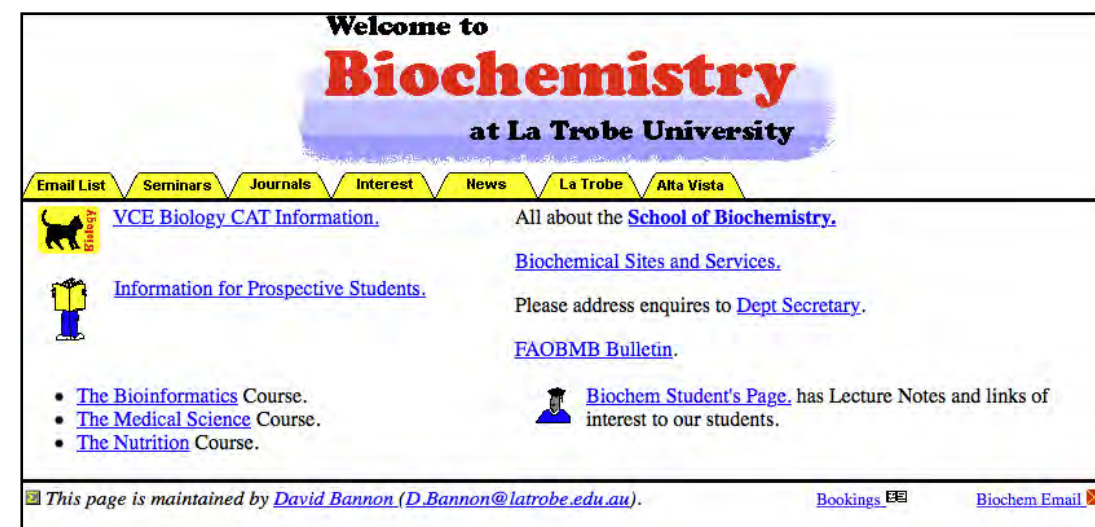 Welcome to
Biochemistry
at La Trobe University
Email List Seminars Journals Interest News La Trobe Alta Vista
Biology
VCE Biology CAT Information.
Information for Prospective Students.
All about the School of Biochemistry.
Biochemical Sites and Services.
Please address enquires to Dept Secretary.
FAOBMB Bulletin.
• The Bioinformatics Course.
• The Medical Science Course.
• The Nutrition Course.
Biochem Student's Page. has Lecture Notes and links of
interest to our students.
This page is maintained by David Bannon (D.Bannon@latrobe.edu.au). Bookings Biochem Email